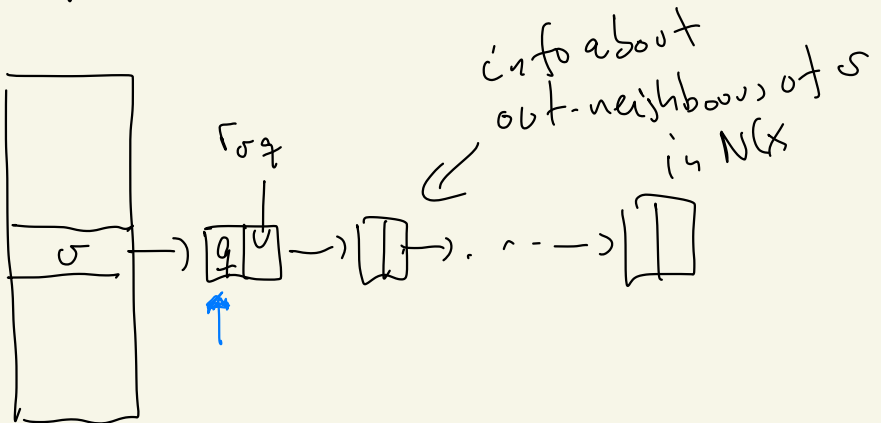 info about
out-neighbours of v
in N(x
r_vq
v
q